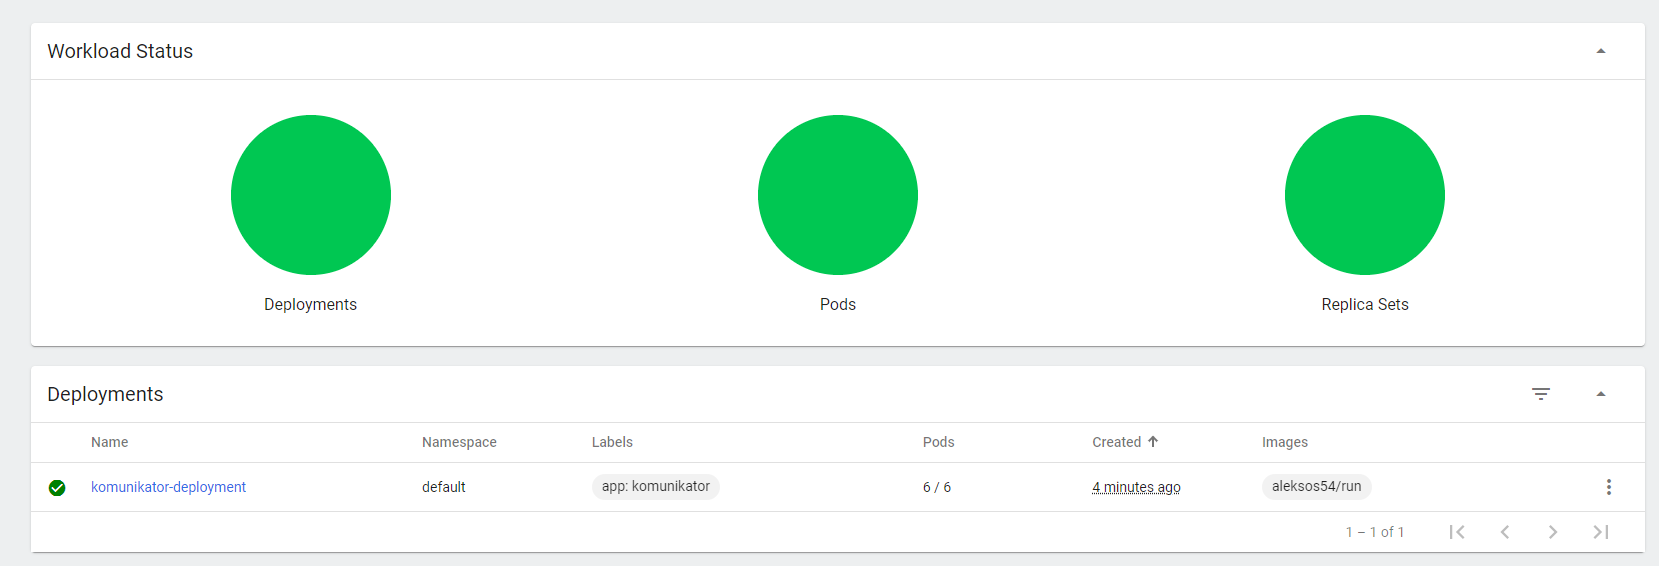 Workload Status
Deployments Pods Replica Sets
Deployments
Name Namespace Labels Pods Created Images
komunikator-deployment default app: komunikator 6 / 6 4 minutes ago aleksos54/run
1 – 1 of 1